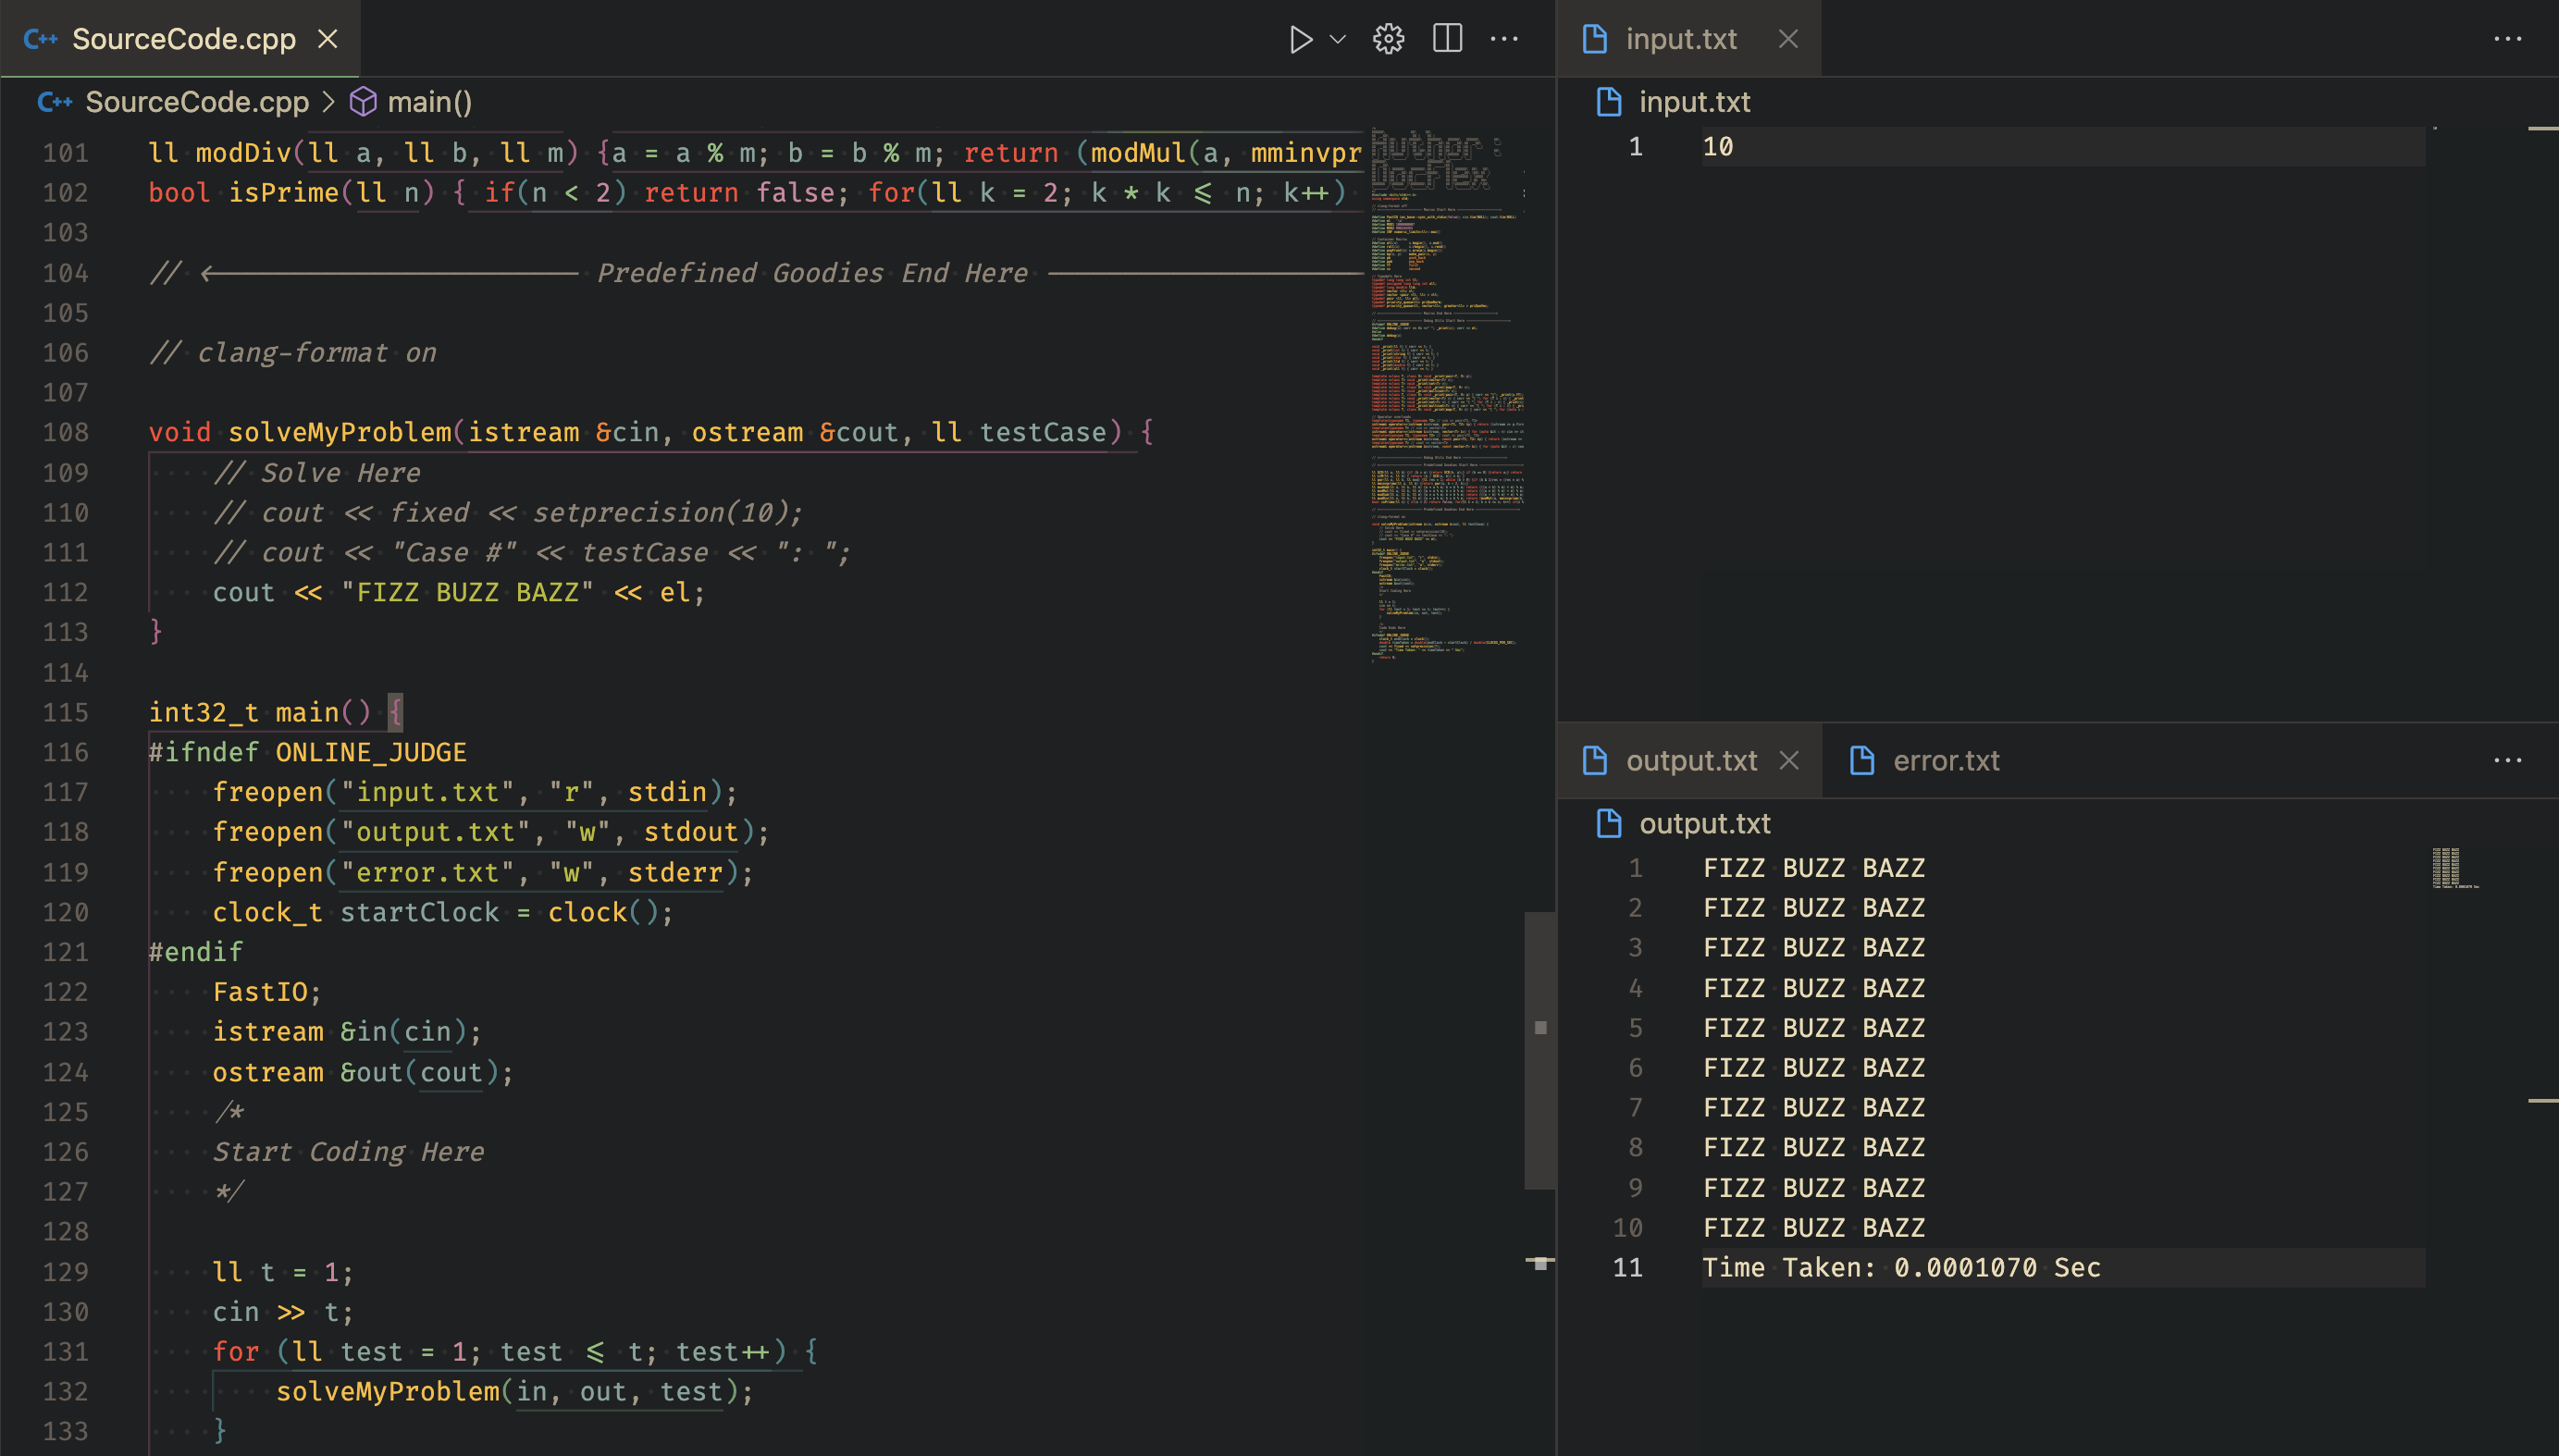 SourceCode.cpp
SourceCode.cpp > main()
101 ll modDiv(ll a, ll b, ll m) {a = a % m; b = b % m; return (modMul(a, mminvpr
102 bool isPrime(ll n) { if(n < 2) return false; for(ll k = 2; k * k <= n; k++)
103
104 // <---------------------- Predefined Goodies End Here ----------------------
105
106 // clang-format on
107
108 void solveMyProblem(istream &cin, ostream &cout, ll testCase) {
109 // Solve Here
110 // cout << fixed << setprecision(10);
111 // cout << "Case #" << testCase << ": ";
112 cout << "FIZZ BUZZ BAZZ" << el;
113 }
114
115 int32_t main() {
116 #ifndef ONLINE_JUDGE
117 freopen("input.txt", "r", stdin);
118 freopen("output.txt", "w", stdout);
119 freopen("error.txt", "w", stderr);
120 clock_t startClock = clock();
121 #endif
122 FastIO;
123 istream &in(cin);
124 ostream &out(cout);
125 /*
126 Start Coding Here
127 */
128
129 ll t = 1;
130 cin >> t;
131 for (ll test = 1; test <= t; test++) {
132 solveMyProblem(in, out, test);
133 }
input.txt
input.txt
1 10
output.txt error.txt
output.txt
1 FIZZ BUZZ BAZZ
2 FIZZ BUZZ BAZZ
3 FIZZ BUZZ BAZZ
4 FIZZ BUZZ BAZZ
5 FIZZ BUZZ BAZZ
6 FIZZ BUZZ BAZZ
7 FIZZ BUZZ BAZZ
8 FIZZ BUZZ BAZZ
9 FIZZ BUZZ BAZZ
10 FIZZ BUZZ BAZZ
11 Time Taken: 0.0001070 Sec